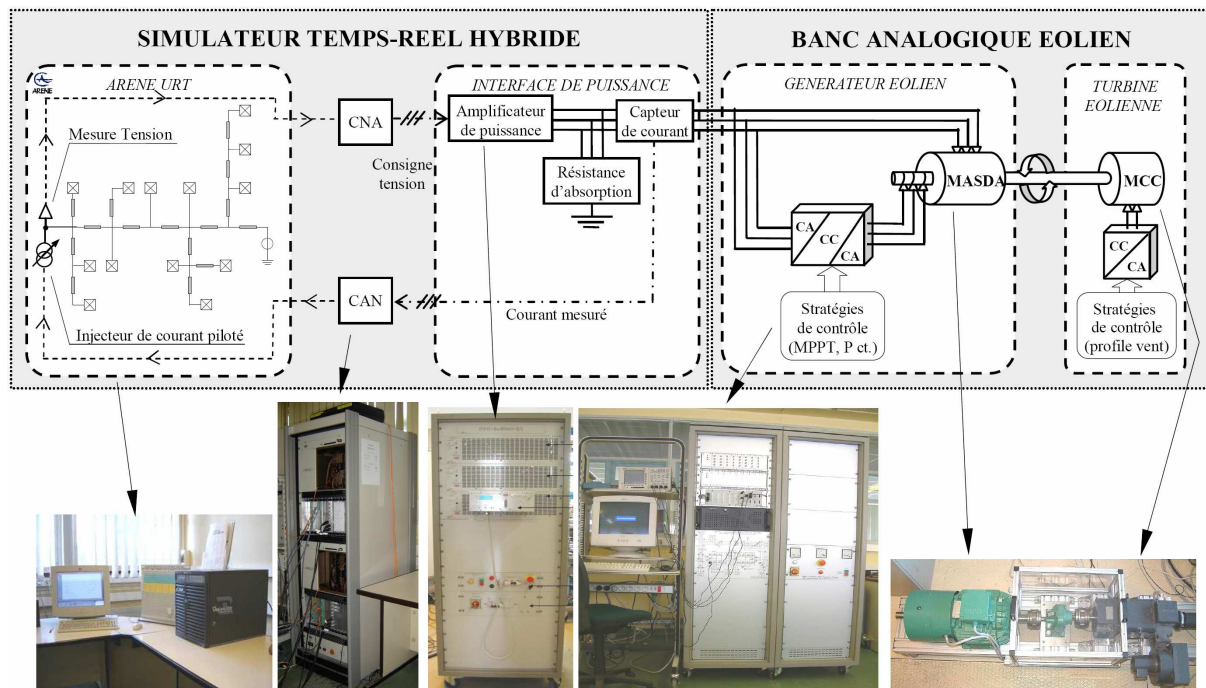 SIMULATEUR TEMPS-REEL HYBRIDE
BANC ANALOGIQUE EOLIEN
ARENE
ARENE URT
INTERFACE DE PUISSANCE
GENERATEUR EOLIEN
TURBINE
EOLIENNE
Mesure Tension
CNA
Amplificateur
de puissance
Capteur
de courant
Consigne
tension
Résistance
d'absorption
MASDA
MCC
CA
CC
CA
CC
CA
CAN
Courant mesuré
Injecteur de courant piloté
Stratégies
de contrôle
(MPPT, P ct.)
Stratégies
de contrôle
(profile vent)